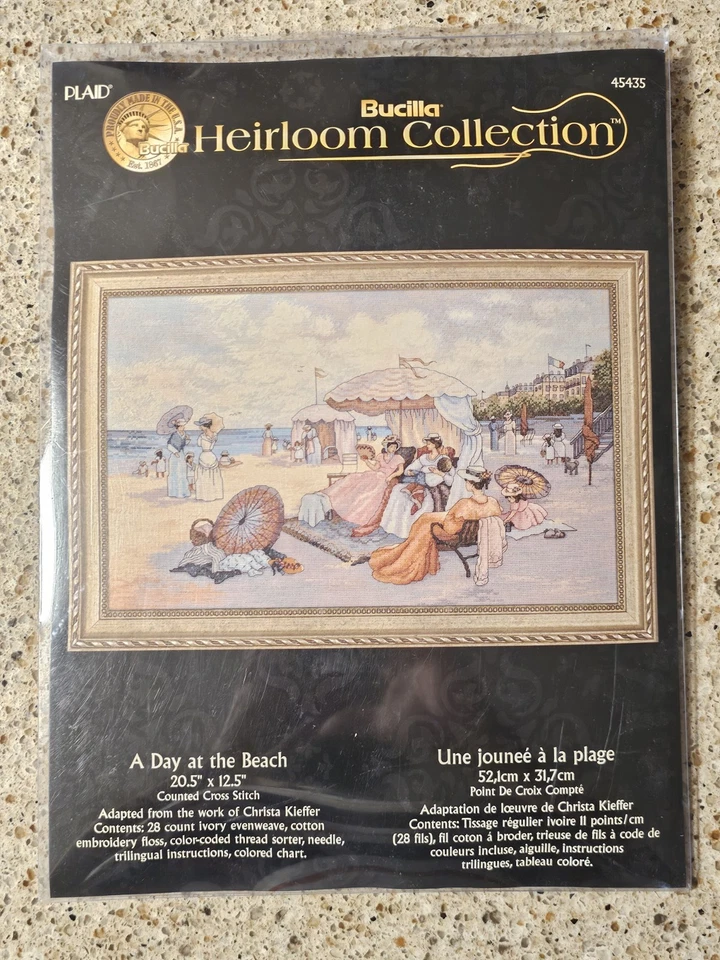 PLAID®
45435
PROUDLY MADE IN THE U.S.A.
Bucilla
Est. 1867
Bucilla®
Heirloom Collection™
A Day at the Beach
20.5" x 12.5"
Counted Cross Stitch
Adapted from the work of Christa Kieffer
Contents: 28 count ivory evenweave, cotton
embroidery floss, color-coded thread sorter, needle,
trilingual instructions, colored chart.
Une jouneé à la plage
52,1cm x 31,7cm
Point De Croix Compté
Adaptation de lœuvre de Christa Kieffer
Contents: Tissage régulier ivoire 11 points/cm
(28 fils), fil coton á broder, trieuse de fils à code de
couleurs incluse, aiguille, instructions
trilingues, tableau coloré.